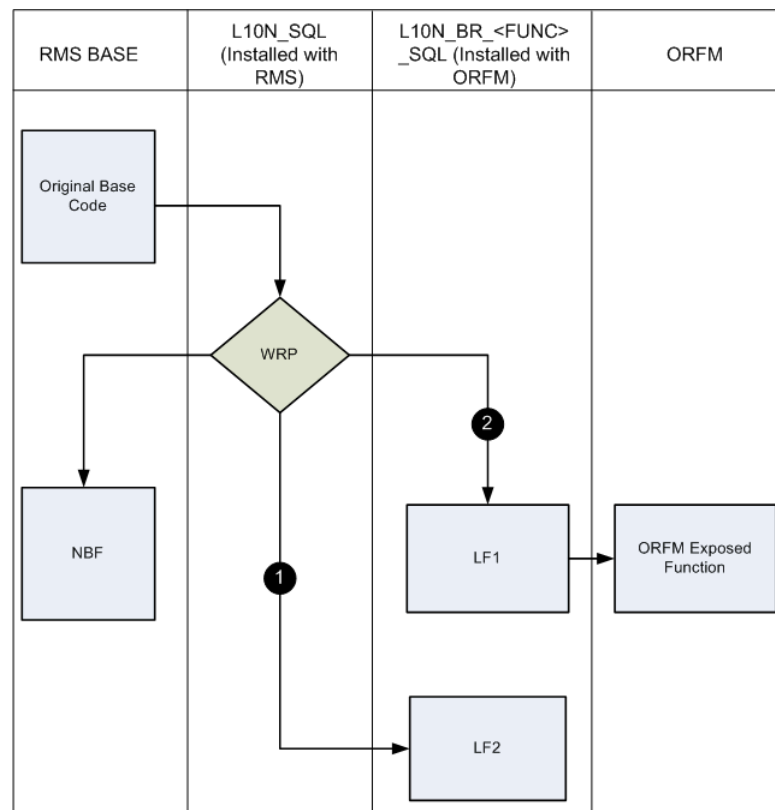 RMS BASE
L10N_SQL
(Installed with
RMS)
L10N_BR_<FUNC>
_SQL (Installed with
ORFM)
ORFM
Original Base
Code
WRP
2
NBF
1
LF1
ORFM Exposed
Function
LF2